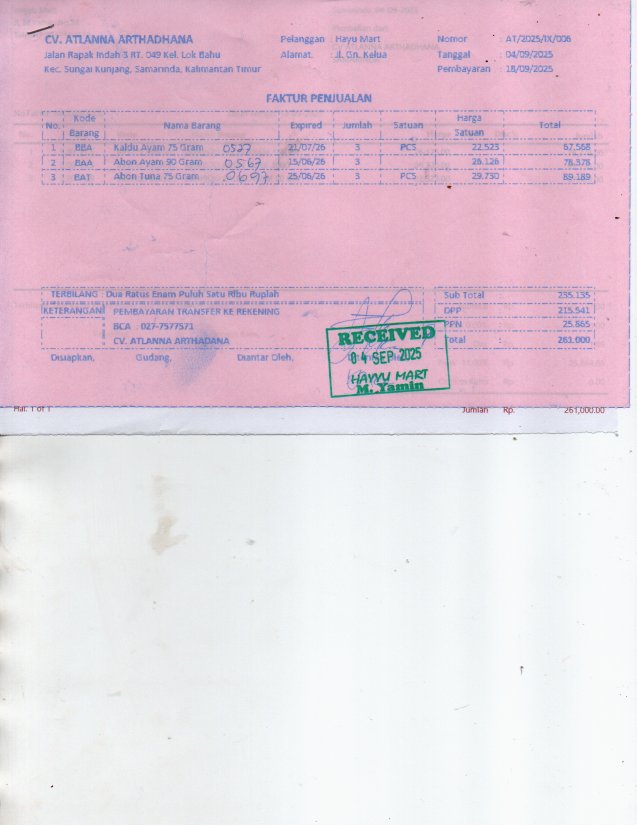 CV. ATLANNA ARTHADHANA
Jalan Rapak Indah 3 RT. 049 Kel. Lok Bahu
Kec. Sungai Kunjang, Samarinda, Kalimantan Timur
Pelanggan : Hayu Mart
Alamat. : Jl. Gn. Kelua
Nomor : AT/2025/IX/006
Tanggal : 04/09/2025
Pembayaran : 18/09/2025
FAKTUR PENJUALAN
No. Kode Barang Nama Barang Expired Jumlah Satuan Harga Satuan Total
1 BBA Kaldu Ayam 75 Gram 0537 21/07/26 3 PCS 22.523 67.568
2 BAA Abon Ayam 90 Gram 0567 15/06/26 3 26.126 78.378
3 BAT Abon Tuna 75 Gram 0697 25/06/26 3 PCS 29.730 89.189
TERBILANG : Dua Ratus Enam Puluh Satu Ribu Rupiah
KETERANGAN PEMBAYARAN TRANSFER KE REKENING
BCA : 027-7577571
CV. ATLANNA ARTHADANA
Sub Total 235.135
DPP 215.541
PPN 25.865
Total : 261.000
Disiapkan, Gudang, Diantar Oleh,
RECEIVED
04 SEP 2025
HAYYU MART
M. Yamin
Hal. 1 of 1
Jumlah Rp. 261,000.00